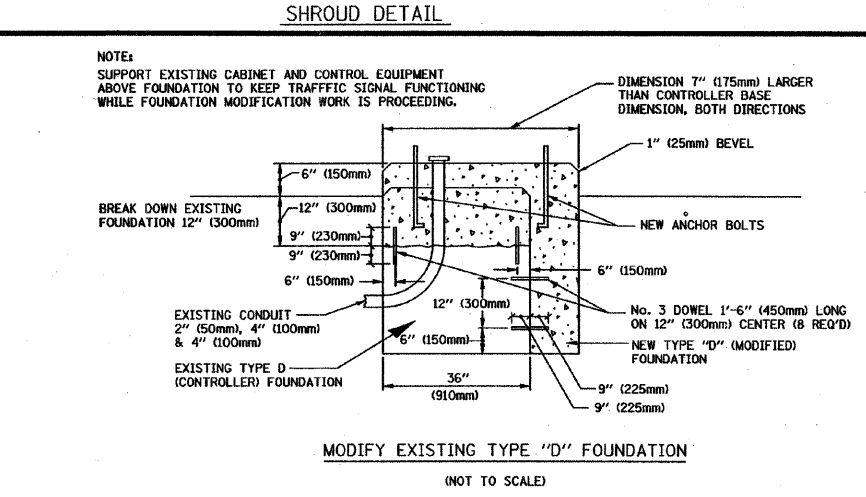 SHROUD DETAIL
NOTE:
SUPPORT EXISTING CABINET AND CONTROL EQUIPMENT
ABOVE FOUNDATION TO KEEP TRAFFFIC SIGNAL FUNCTIONING
WHILE FOUNDATION MODIFICATION WORK IS PROCEEDING.
DIMENSION 7" (175mm) LARGER
THAN CONTROLLER BASE
DIMENSION, BOTH DIRECTIONS
1" (25mm) BEVEL
6" (150mm)
BREAK DOWN EXISTING
FOUNDATION 12" (300mm)
12" (300mm)
9" (230mm)
9" (230mm)
6" (150mm)
NEW ANCHOR BOLTS
6" (150mm)
12" (300mm)
6" (150mm)
EXISTING CONDUIT
2" (50mm), 4" (100mm)
& 4" (100mm)
No. 3 DOWEL 1'-6" (450mm) LONG
ON 12" (300mm) CENTER (8 REQ'D)
NEW TYPE "D" (MODIFIED)
FOUNDATION
EXISTING TYPE D
(CONTROLLER) FOUNDATION
36"
(910mm)
9" (225mm)
9" (225mm)
MODIFY EXISTING TYPE "D" FOUNDATION
(NOT TO SCALE)